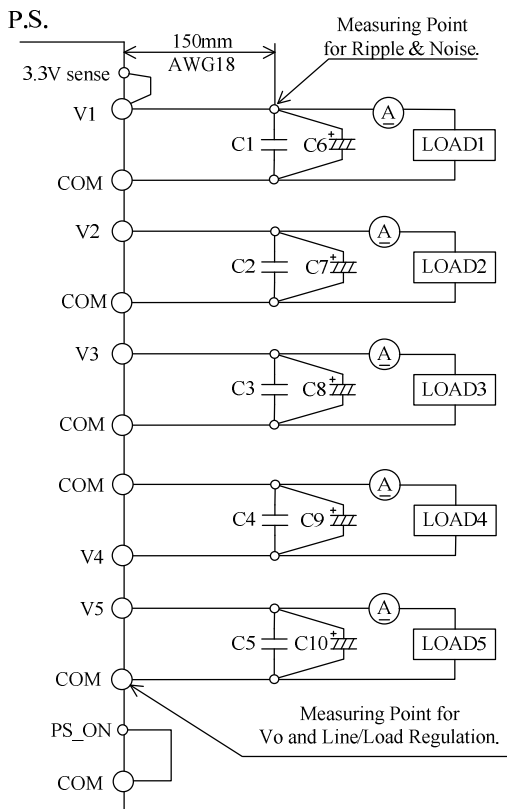 P.S.
Measuring Point
for Ripple & Noise.
150mm
AWG18
3.3V sense
V1
A
C1
C6
+
LOAD1
COM
V2
A
C2
C7
+
LOAD2
COM
V3
A
C3
C8
+
LOAD3
COM
COM
A
C4
C9
+
LOAD4
V4
V5
A
C5
C10
+
LOAD5
COM
Measuring Point for
Vo and Line/Load Regulation.
PS_ON
COM